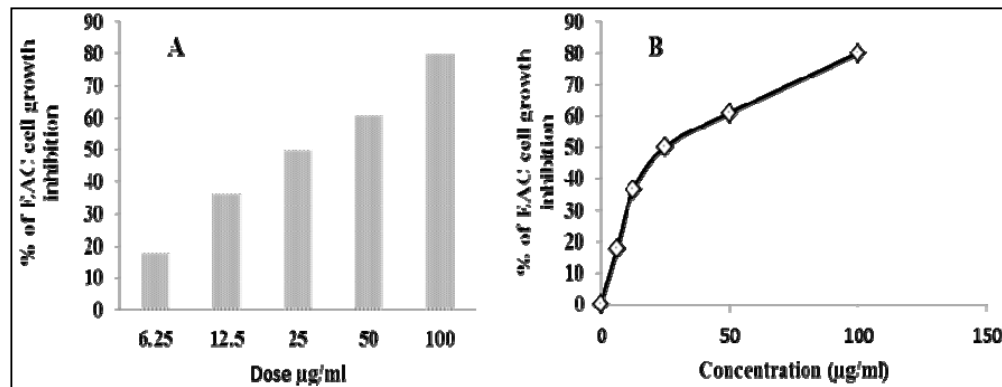 A
90
80
70
60
50
40
30
20
10
0
% of EAC cell growth
inhibition
6.25 12.5 25 50 100
Dose µg/ml
B
90
80
70
60
50
40
30
20
10
0
% of EAC cell growth
inhibition
0 50 100 150
Concentration (µg/ml)